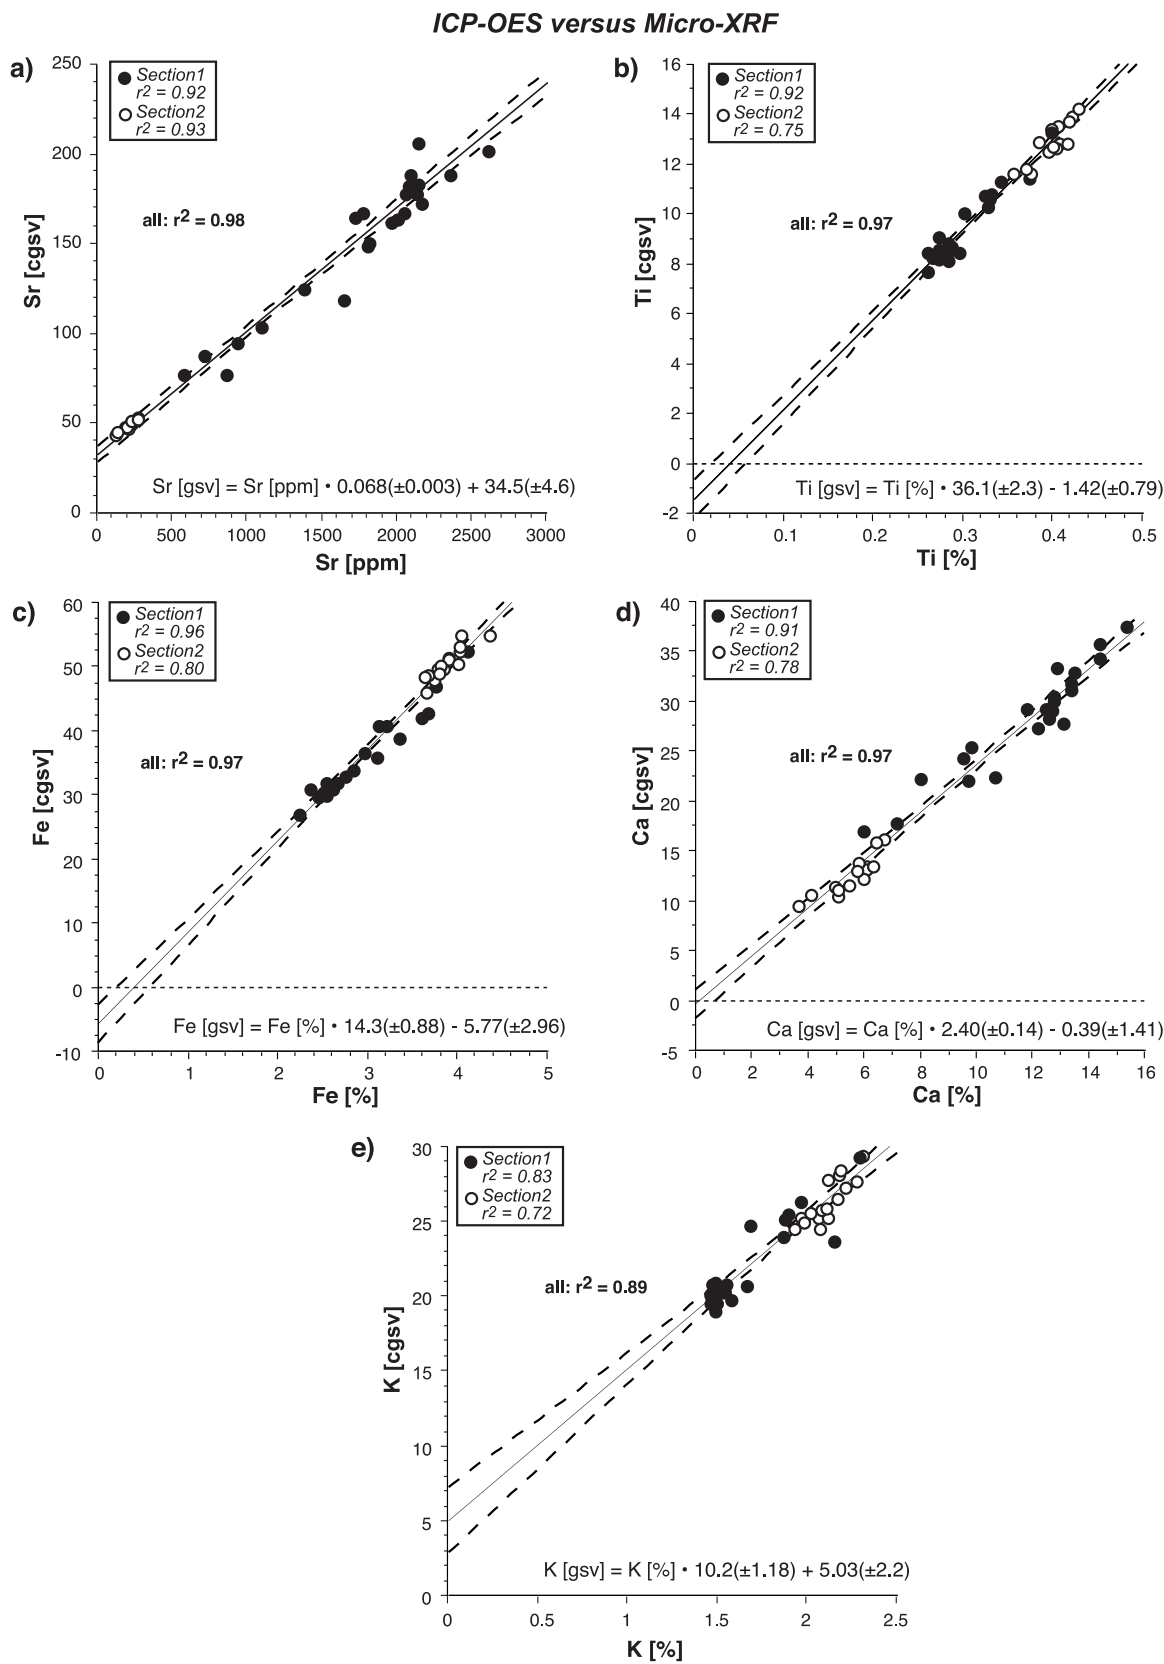 ICP-OES versus Micro-XRF
a)
250
200
150
100
50
0
Sr [cgsv]
Section1
r2 = 0.92
Section2
r2 = 0.93
all: r2 = 0.98
Sr [gsv] = Sr [ppm] • 0.068(±0.003) + 34.5(±4.6)
0 500 1000 1500 2000 2500 3000
Sr [ppm]
b)
16
14
12
10
8
6
4
2
0
-2
Ti [cgsv]
Section1
r2 = 0.92
Section2
r2 = 0.75
all: r2 = 0.97
Ti [gsv] = Ti [%] • 36.1(±2.3) - 1.42(±0.79)
0 0.1 0.2 0.3 0.4 0.5
Ti [%]
c)
60
50
40
30
20
10
0
-10
Fe [cgsv]
Section1
r2 = 0.96
Section2
r2 = 0.80
all: r2 = 0.97
Fe [gsv] = Fe [%] • 14.3(±0.88) - 5.77(±2.96)
0 1 2 3 4 5
Fe [%]
d)
40
35
30
25
20
15
10
5
0
-5
Ca [cgsv]
Section1
r2 = 0.91
Section2
r2 = 0.78
all: r2 = 0.97
Ca [gsv] = Ca [%] • 2.40(±0.14) - 0.39(±1.41)
0 2 4 6 8 10 12 14 16
Ca [%]
e)
30
25
20
15
10
5
0
K [cgsv]
Section1
r2 = 0.83
Section2
r2 = 0.72
all: r2 = 0.89
K [gsv] = K [%] • 10.2(±1.18) + 5.03(±2.2)
0 0.5 1 1.5 2 2.5
K [%]